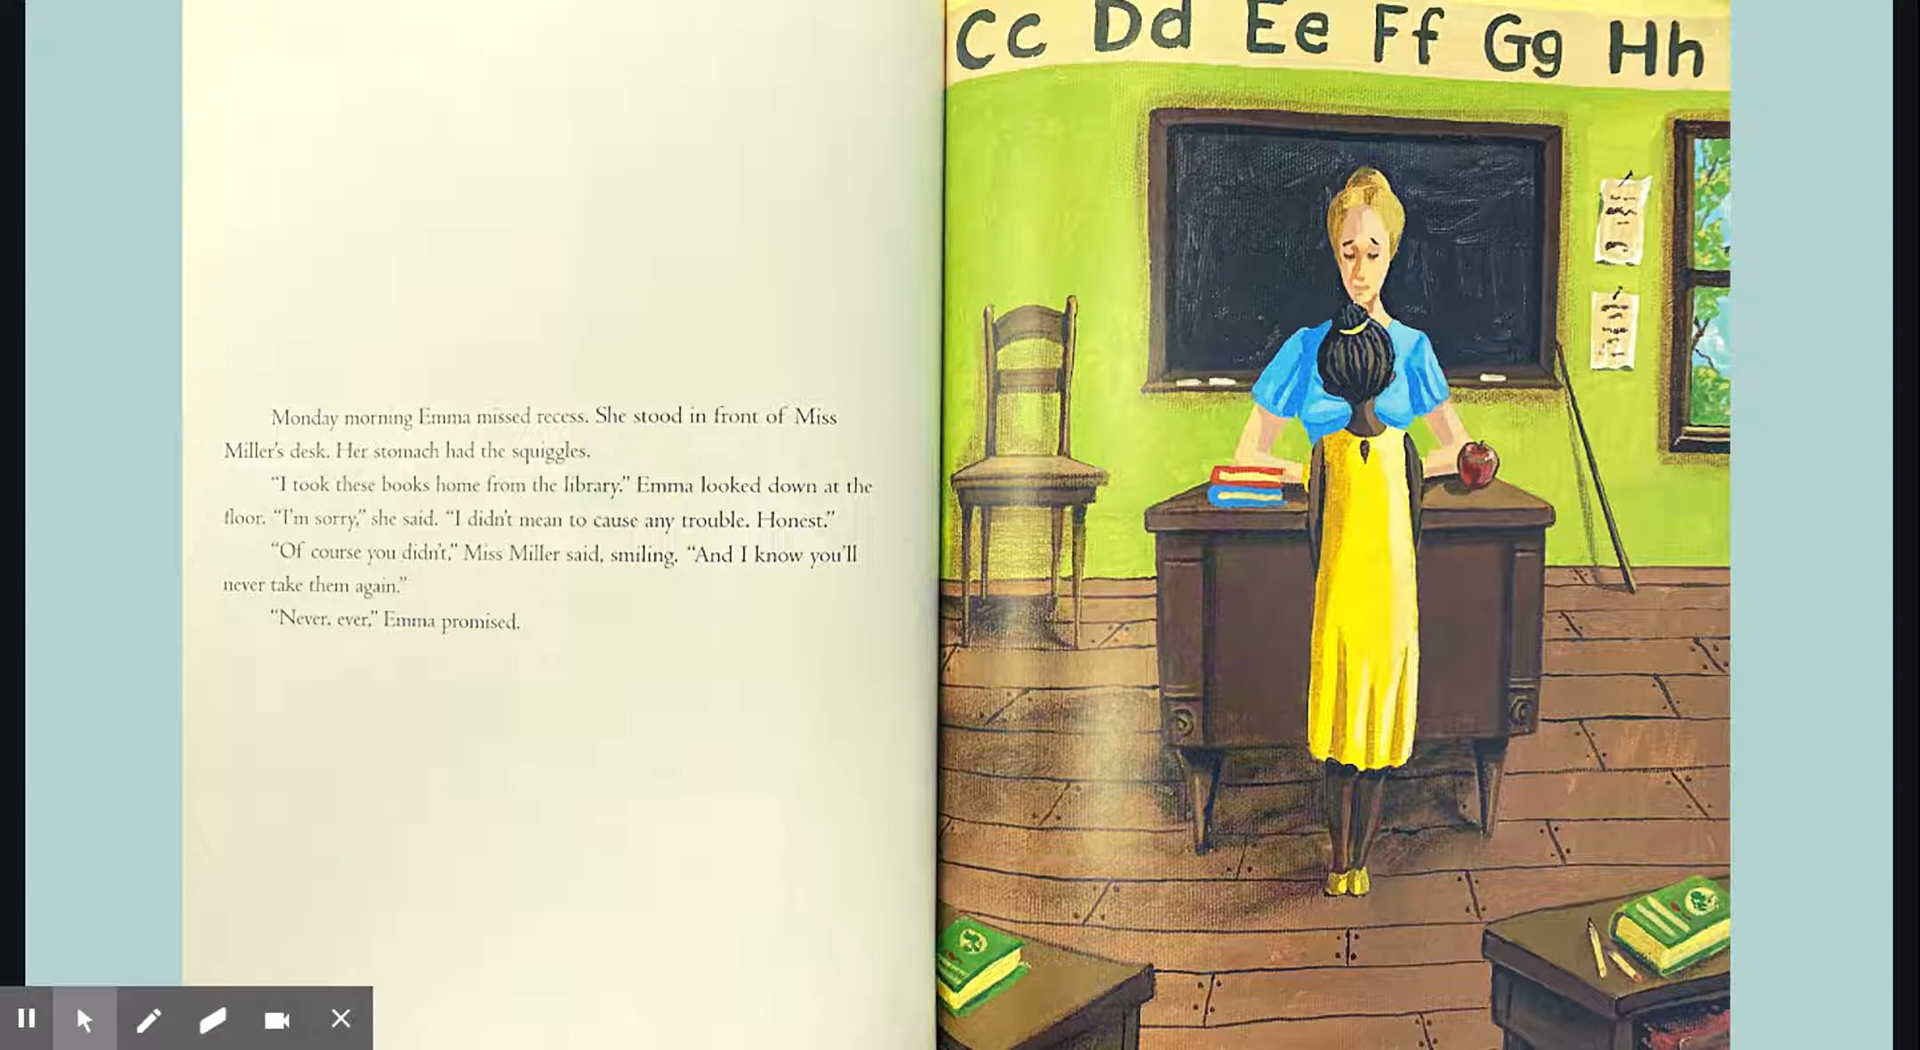 Cc Dd Ee Ff Gg Hh
Monday morning Emma missed recess. She stood in front of Miss
Miller's desk. Her stomach had the squiggles.
“I took these books home from the library.” Emma looked down at the
floor. “I'm sorry,” she said. “I didn't mean to cause any trouble. Honest.”
“Of course you didn't,” Miss Miller said, smiling. “And I know you'll
never take them again.”
“Never, ever,” Emma promised.